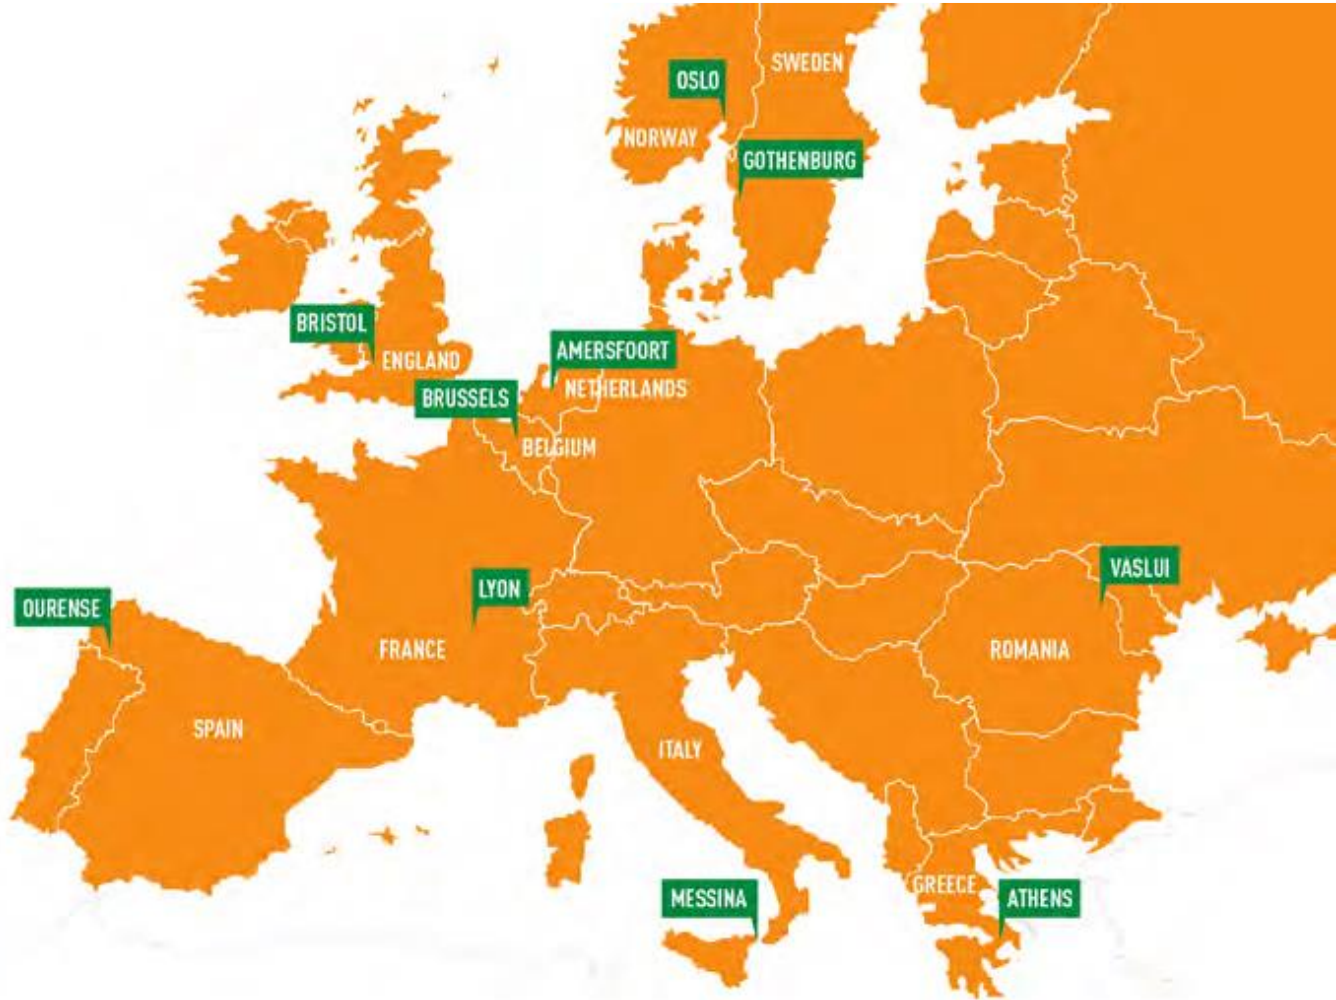 SWEDEN
OSLO
NORWAY
GOTHENBURG
BRISTOL
ENGLAND
AMERSFOORT
NETHERLANDS
BRUSSELS
BELGIUM
VASLUI
LYON
OURENSE
FRANCE
ROMANIA
SPAIN
ITALY
GREECE
MESSINA
ATHENS